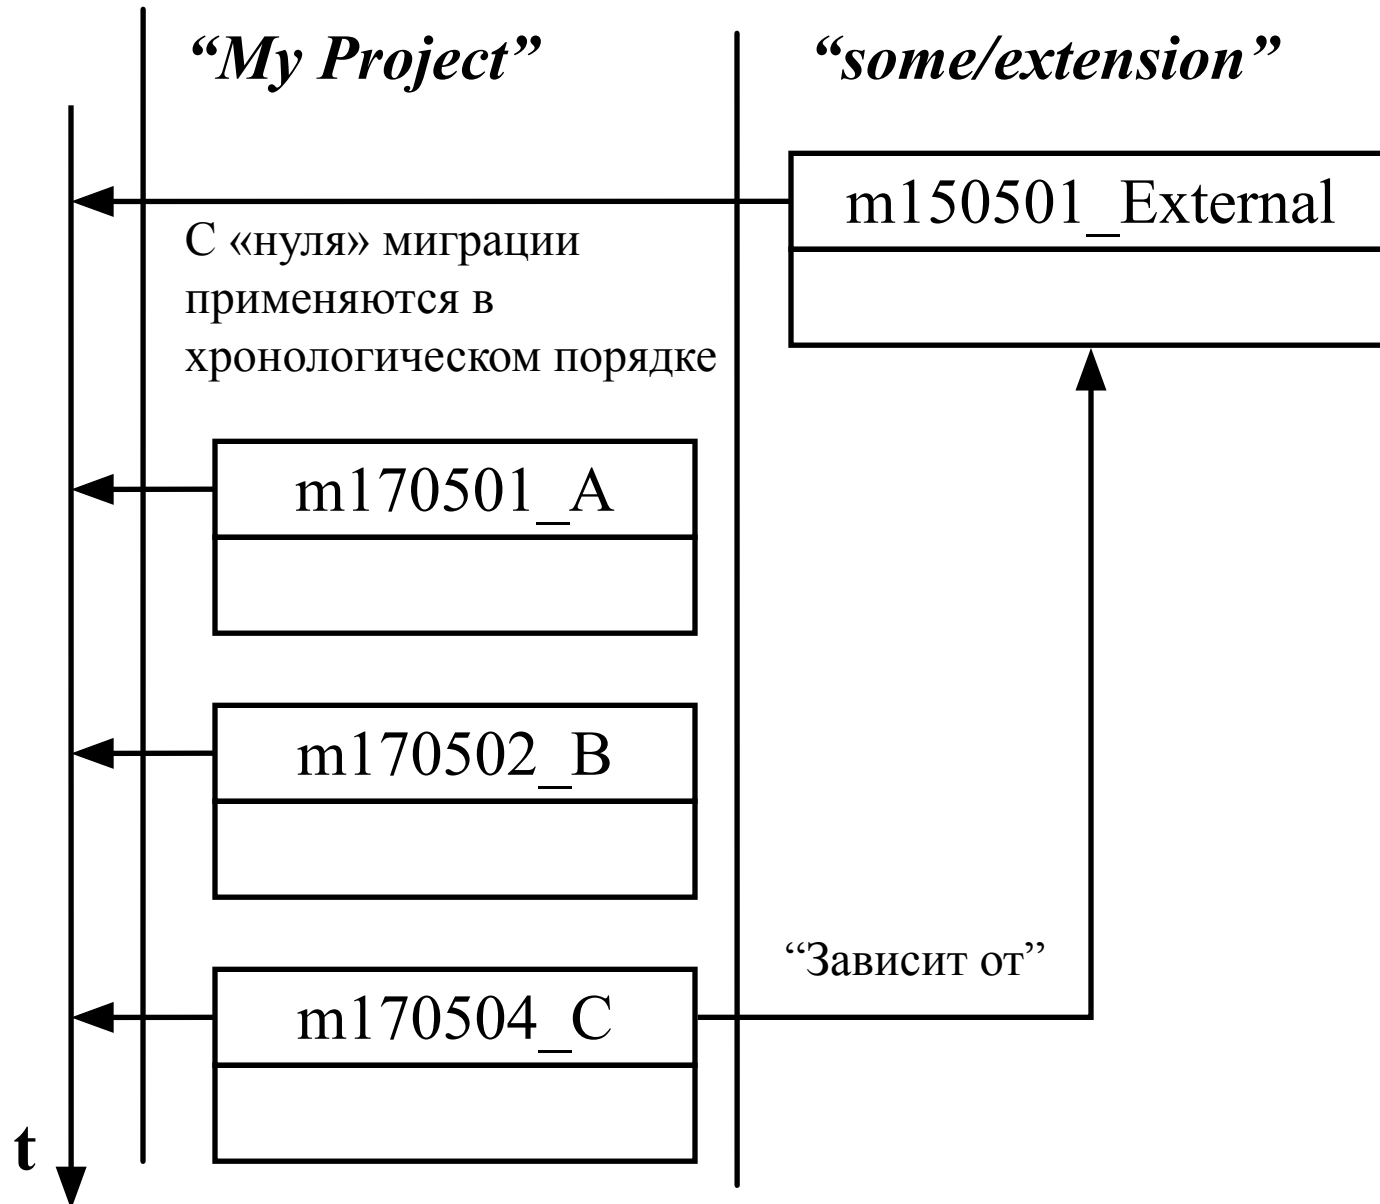 “My Project”
“some/extension”
m150501_External
С «нуля» миграции
применяются в
хронологическом порядке
m170501_A
m170502_B
“Зависит от”
m170504_C
t